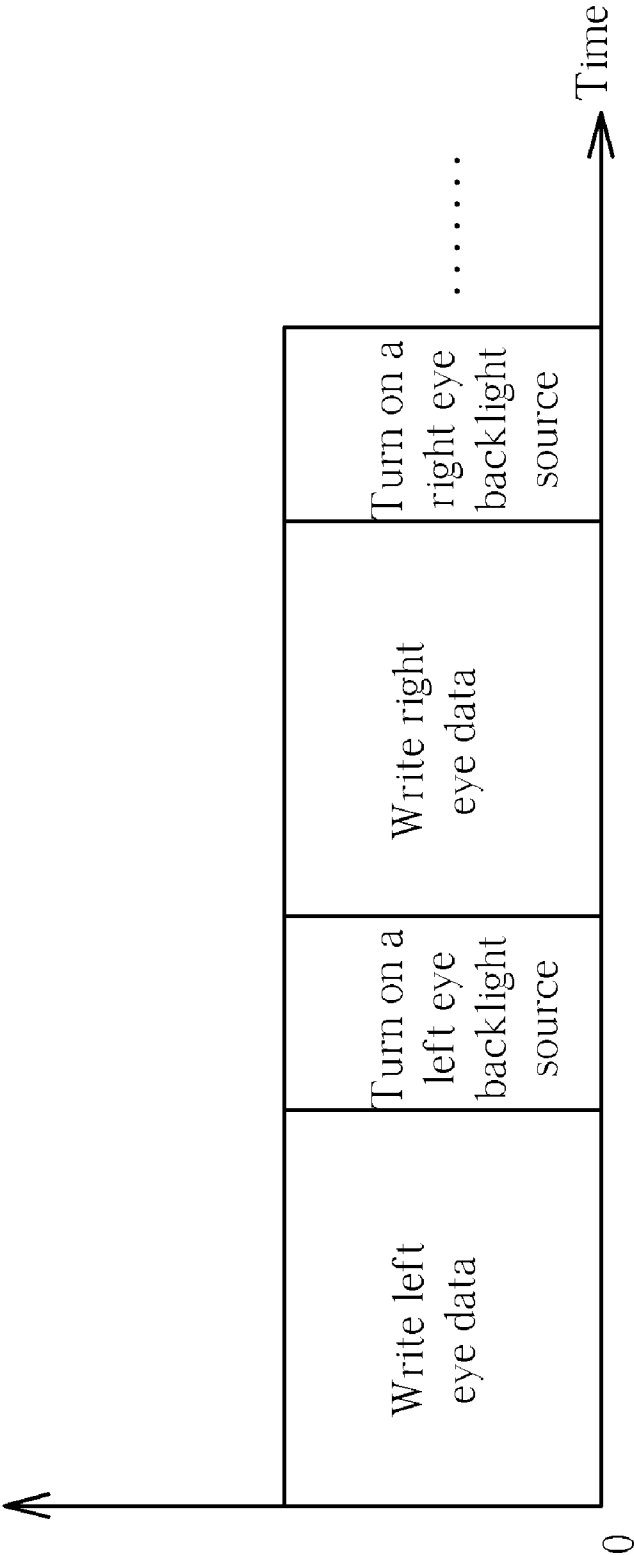 Write left
eye data
Turn on a
left eye
backlight
source
Write right
eye data
Turn on a
right eye
backlight
source
.......
0
Time